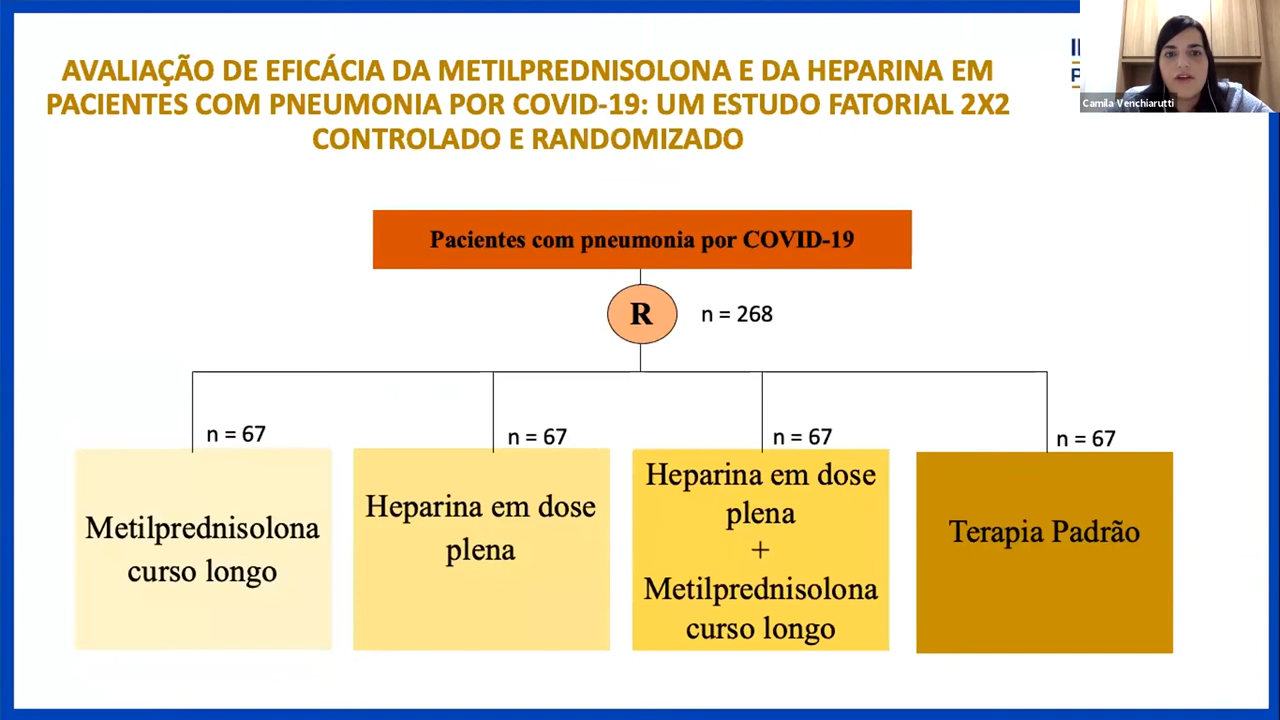 AVALIAÇÃO DE EFICÁCIA DA METILPREDNISOLONA E DA HEPARINA EM
PACIENTES COM PNEUMONIA POR COVID-19: UM ESTUDO FATORIAL 2X2
CONTROLADO E RANDOMIZADO
Camila Venchiarutti
Pacientes com pneumonia por COVID-19
R
n = 268
n = 67
n = 67
n = 67
n = 67
Metilprednisolona
curso longo
Heparina em dose
plena
Heparina em dose
plena
+
Metilprednisolona
curso longo
Terapia Padrão